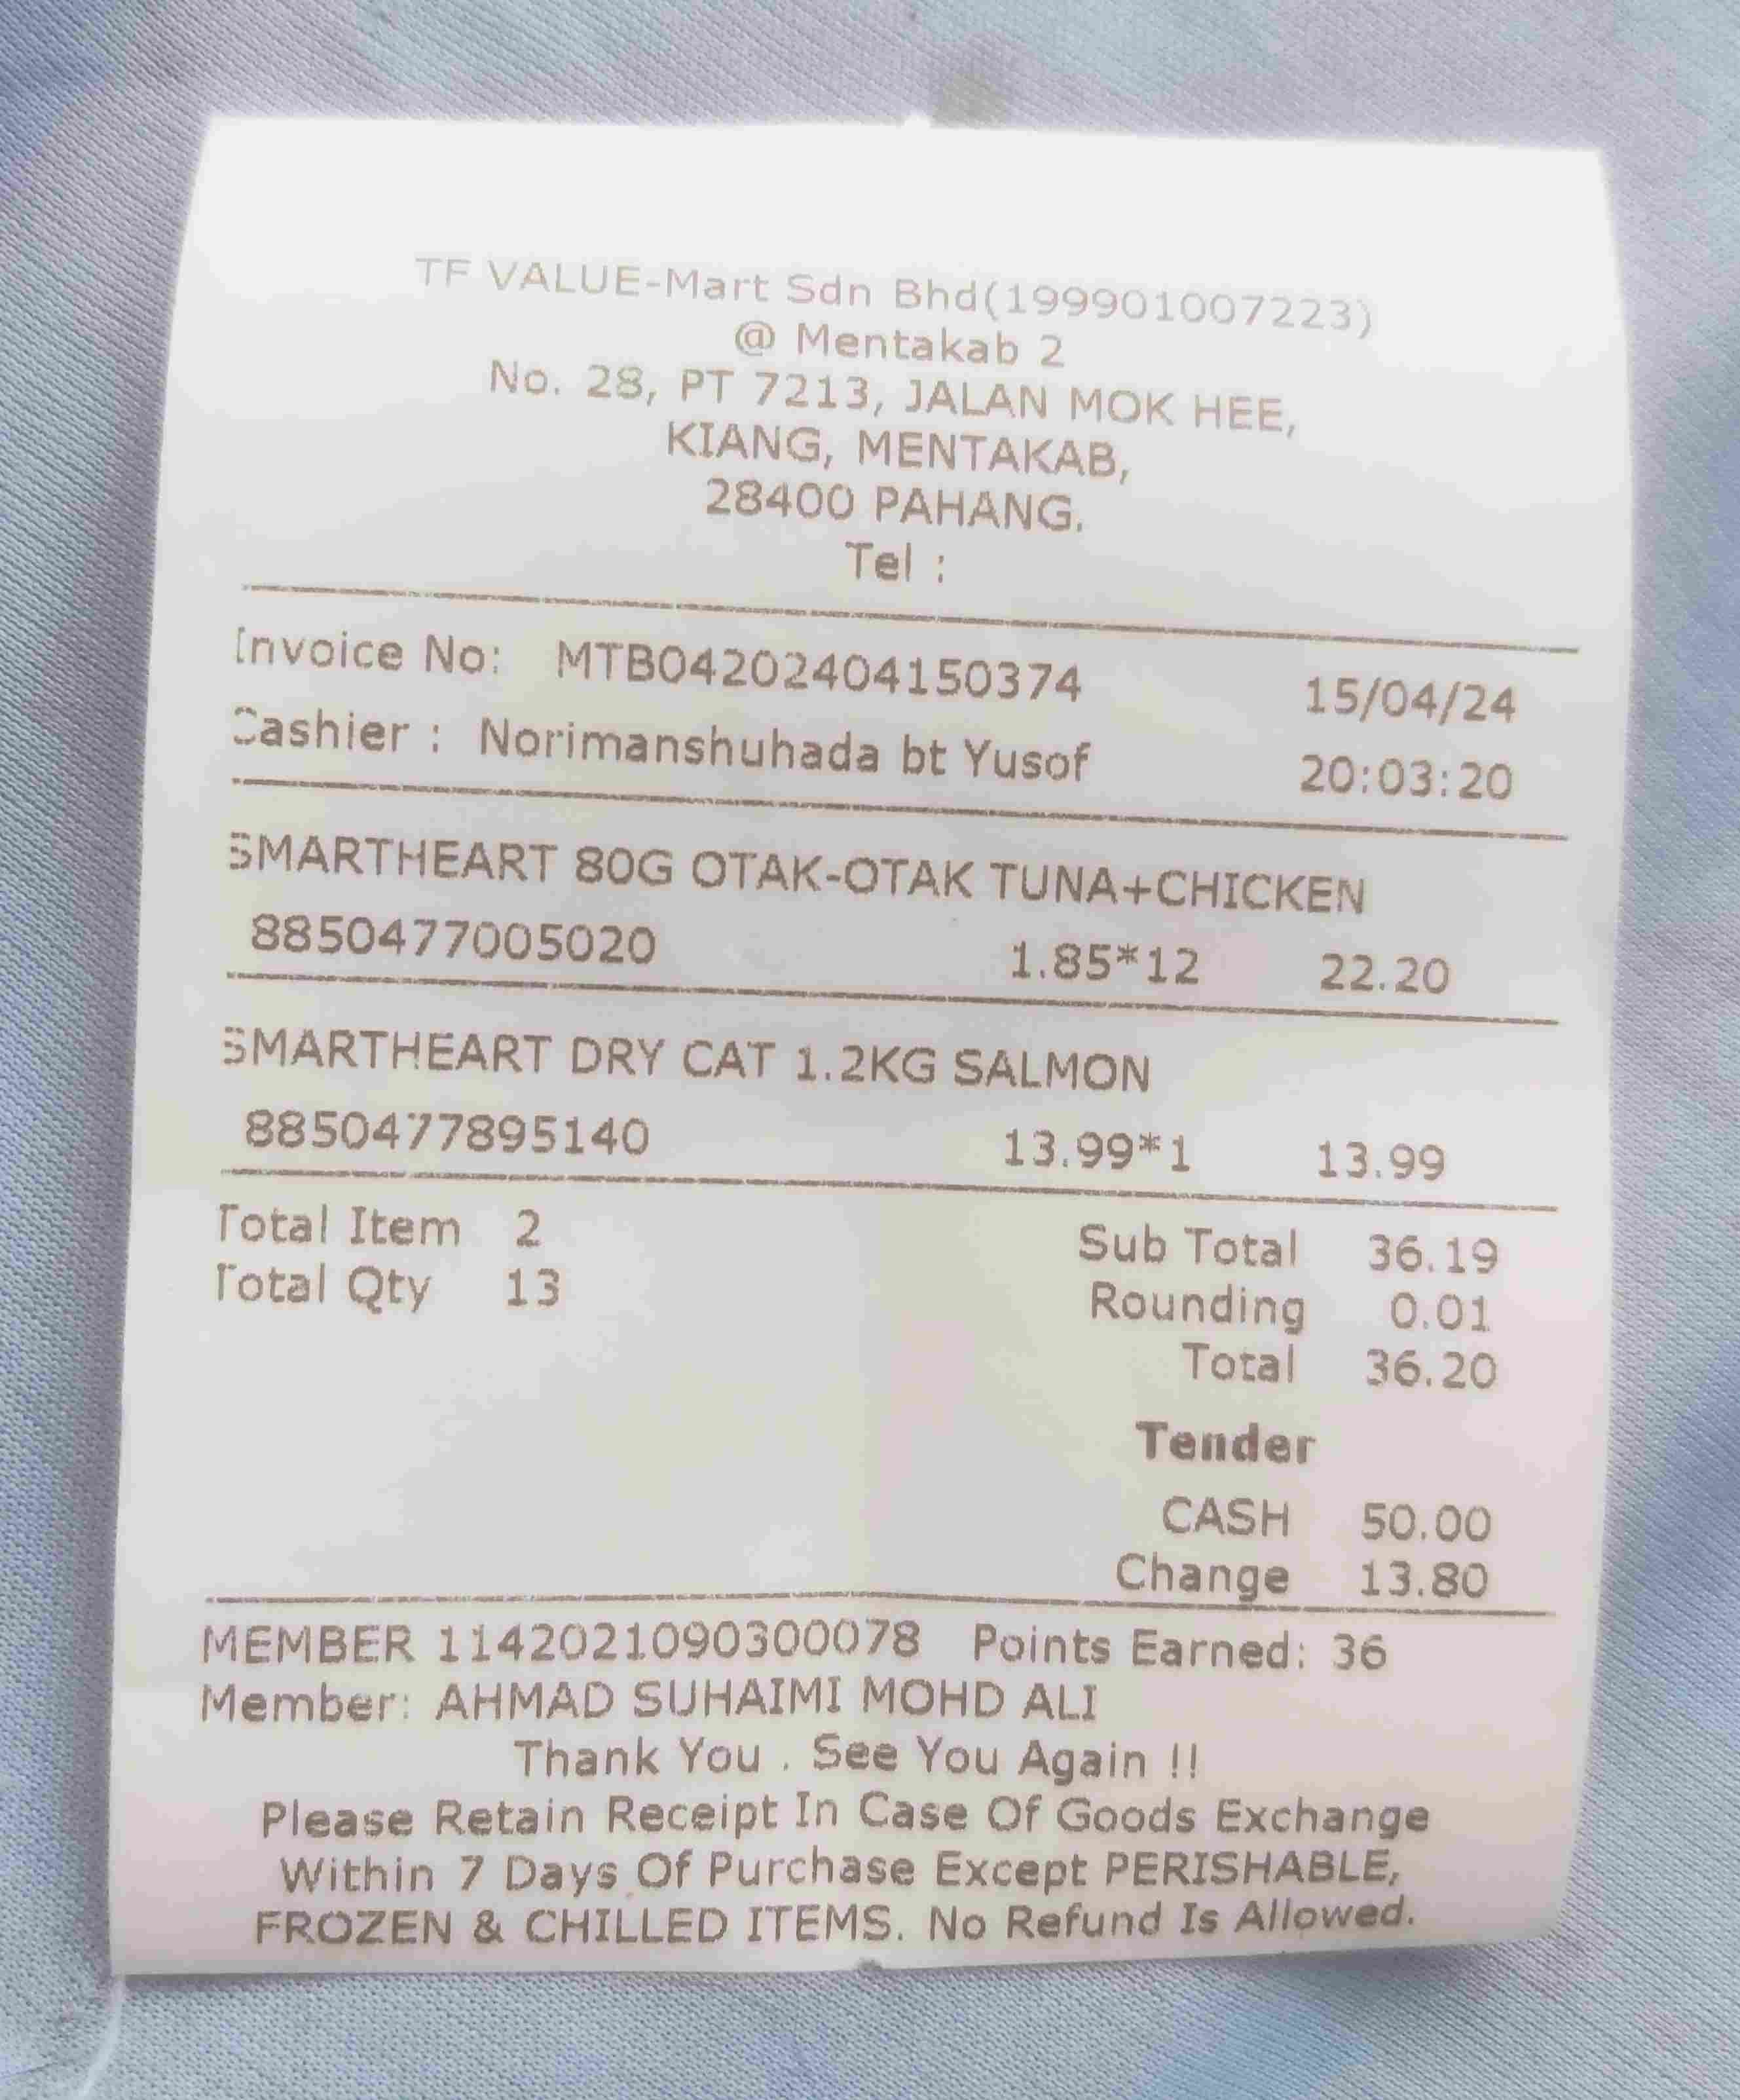 TF VALUE-Mart Sdn Bhd(199901007223)
@ Mentakab 2
No. 28, PT 7213, JALAN MOK HEE,
KIANG, MENTAKAB,
28400 PAHANG.
Tel :
Invoice No: MTB04202404150374 15/04/24
Cashier : Norimanshuhada bt Yusof 20:03:20
SMARTHEART 80G OTAK-OTAK TUNA+CHICKEN
8850477005020 1.85*12 22.20
SMARTHEART DRY CAT 1.2KG SALMON
8850477895140 13.99*1 13.99
Total Item 2 Sub Total 36.19
Total Qty 13 Rounding 0.01
Total 36.20
Tender
CASH 50.00
Change 13.80
MEMBER 1142021090300078 Points Earned: 36
Member: AHMAD SUHAIMI MOHD ALI
Thank You . See You Again !!
Please Retain Receipt In Case Of Goods Exchange
Within 7 Days Of Purchase Except PERISHABLE,
FROZEN & CHILLED ITEMS. No Refund Is Allowed.